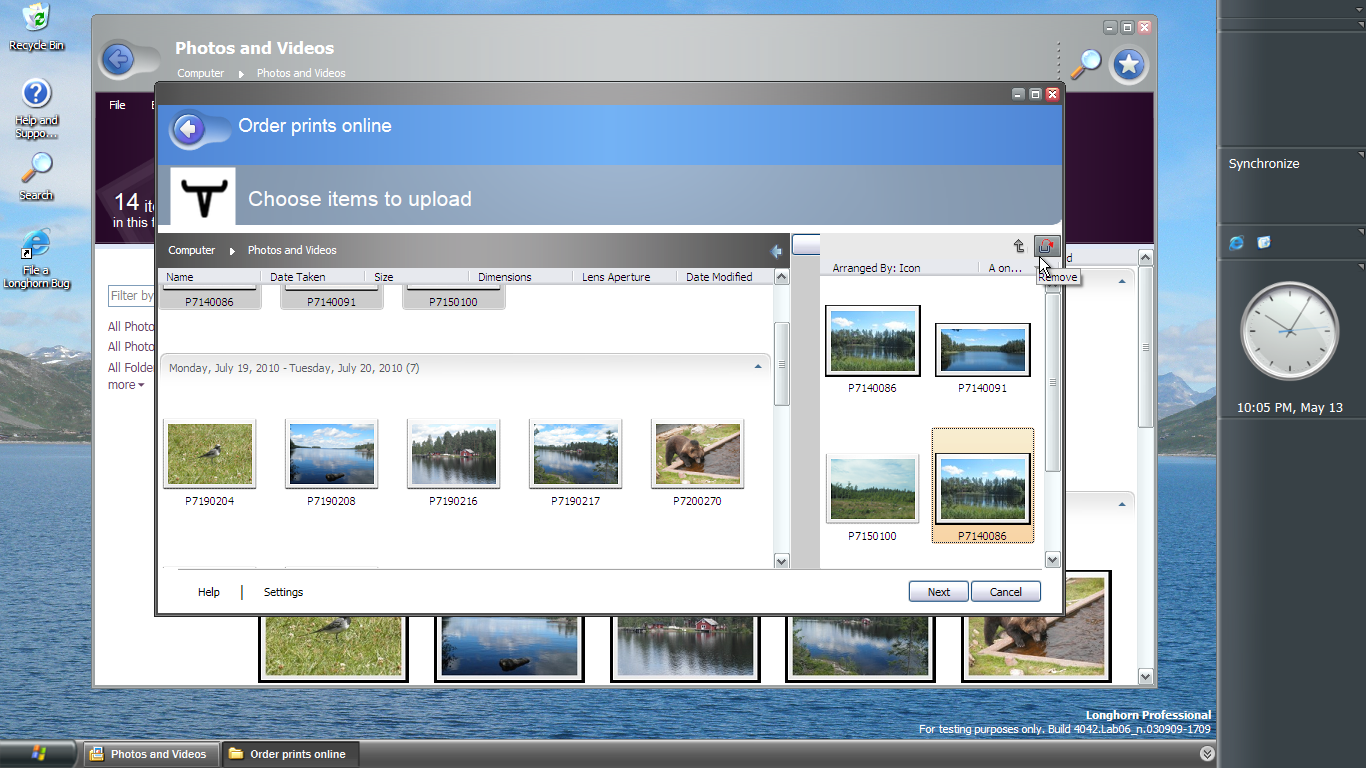 Recycle Bin
Help and
Suppo...
Search
File a
Longhorn Bug
Photos and Videos
Computer
Photos and Videos
File
14
in this
Filter by
All Photo
All Photo
All Folde
more
Order prints online
Choose items to upload
Computer
Photos and Videos
Name
Date Taken
Size
Dimensions
Lens Aperture
Date Modified
P7140086
P7140091
P7150100
Monday, July 19, 2010 - Tuesday, July 20, 2010 (7)
P7190204
P7190208
P7190216
P7190217
P7200270
Arranged By: Icon
A on...
Remove
P7140086
P7140091
P7150100
P7140086
Help
Settings
Next
Cancel
Synchronize
10:05 PM, May 13
Longhorn Professional
For testing purposes only. Build 4042.Lab06_n.030909-1709
Photos and Videos
Order prints online